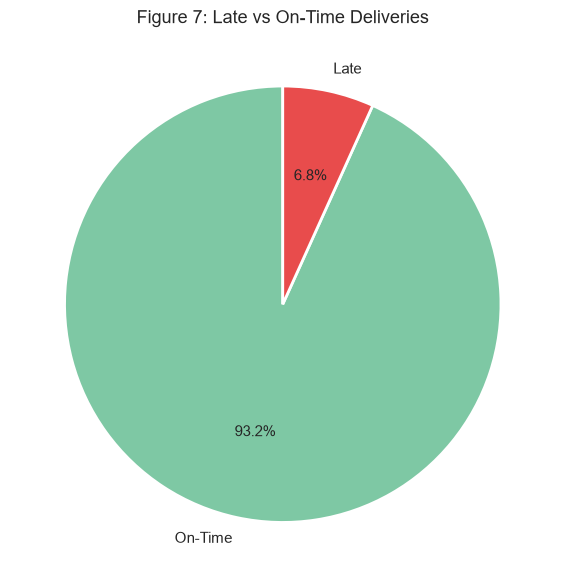 Figure 7: Late vs On-Time Deliveries
Late
6.8%
93.2%
On-Time